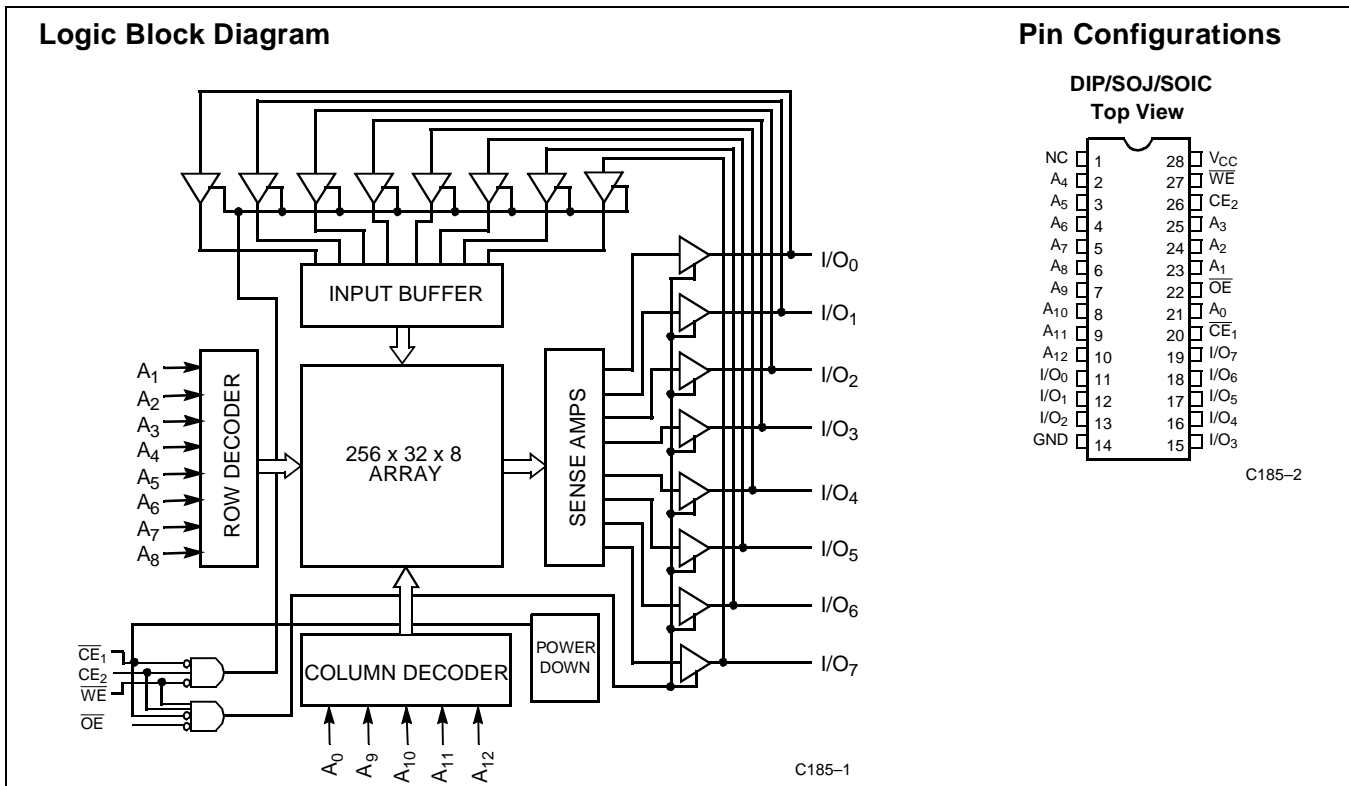 Logic Block Diagram
INPUT BUFFER
A1
A2
A3
A4
A5
A6
A7
A8
ROW DECODER
256 x 32 x 8
ARRAY
SENSE AMPS
I/O0
I/O1
I/O2
I/O3
I/O4
I/O5
I/O6
I/O7
CE1
CE2
WE
OE
COLUMN DECODER
POWER
DOWN
A0
A9
A10
A11
A12
C185–1
Pin Configurations
DIP/SOJ/SOIC
Top View
NC 1 28 VCC
A4 2 27 WE
A5 3 26 CE2
A6 4 25 A3
A7 5 24 A2
A8 6 23 A1
A9 7 22 OE
A10 8 21 A0
A11 9 20 CE1
A12 10 19 I/O7
I/O0 11 18 I/O6
I/O1 12 17 I/O5
I/O2 13 16 I/O4
GND 14 15 I/O3
C185–2